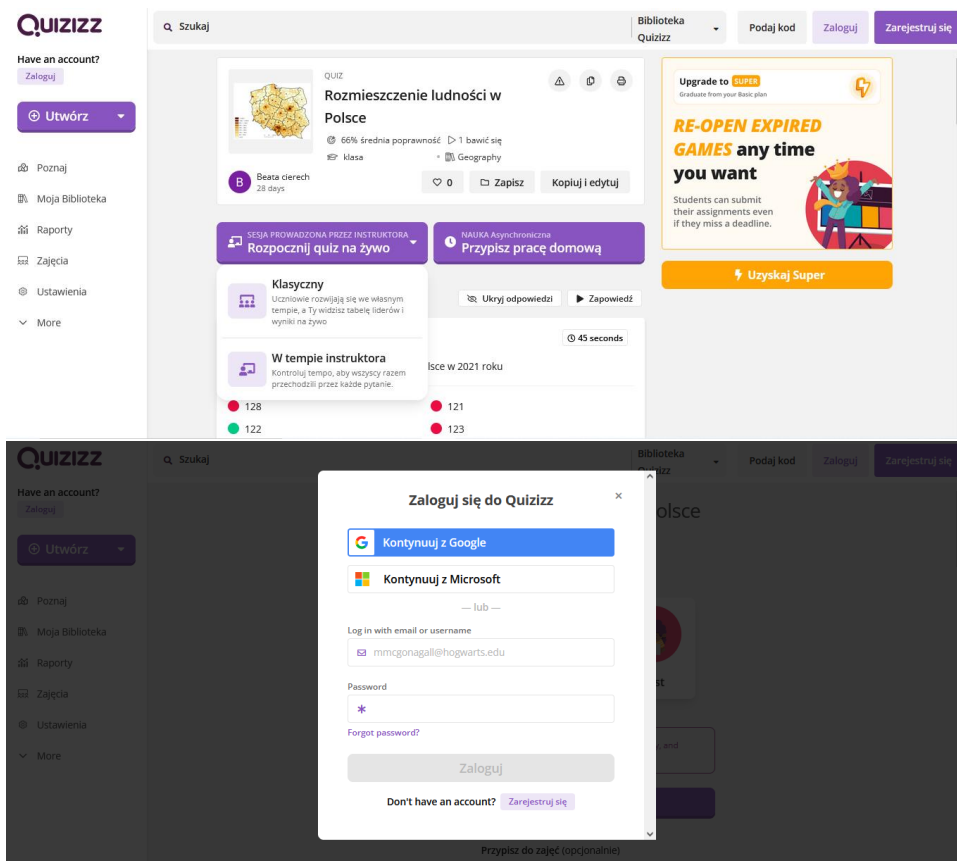 QUIZIZZ
Szukaj
Biblioteka
Quizizz
Podaj kod
Zaloguj
Zarejestruj się
Have an account?
Zaloguj
Utwórz
Poznaj
Moja Biblioteka
Raporty
Zajęcia
Ustawienia
More
QUIZ
Rozmieszczenie ludności w
Polsce
66% średnia poprawność 1 bawić się
klasa • Geography
B
Beata cierech
28 days
0
Zapisz
Kopiuj i edytuj
SESJA PROWADZONA PRZEZ INSTRUKTORA
Rozpocznij quiz na żywo
NAUKA Asynchroniczna
Przypisz pracę domową
Klasyczny
Uczniowie rozwijają się we własnym
tempie, a Ty widzisz tabelę liderów i
wyniki na żywo
W tempie instruktora
Kontroluj tempo, aby wszyscy razem
przechodzili przez każde pytanie.
Ukryj odpowiedzi
Zapowiedź
45 seconds
lsce w 2021 roku
128
121
122
123
Upgrade to SUPER
Graduate from your Basic plan
RE-OPEN EXPIRED
GAMES any time
you want
Students can submit
their assignments even
if they miss a deadline.
Uzyskaj Super
QUIZIZZ
Szukaj
Biblioteka
Quizizz
Podaj kod
Zaloguj
Zarejestruj się
Have an account?
Zaloguj
Utwórz
Poznaj
Moja Biblioteka
Raporty
Zajęcia
Ustawienia
More
olsce
st
, and
Zaloguj się do Quizizz
×
Kontynuuj z Google
Kontynuuj z Microsoft
— lub —
Log in with email or username
mmcgonagall@hogwarts.edu
Password
Forgot password?
Zaloguj
Don't have an account? Zarejestruj się
Przypisz do zajęć (opcjonalnie)